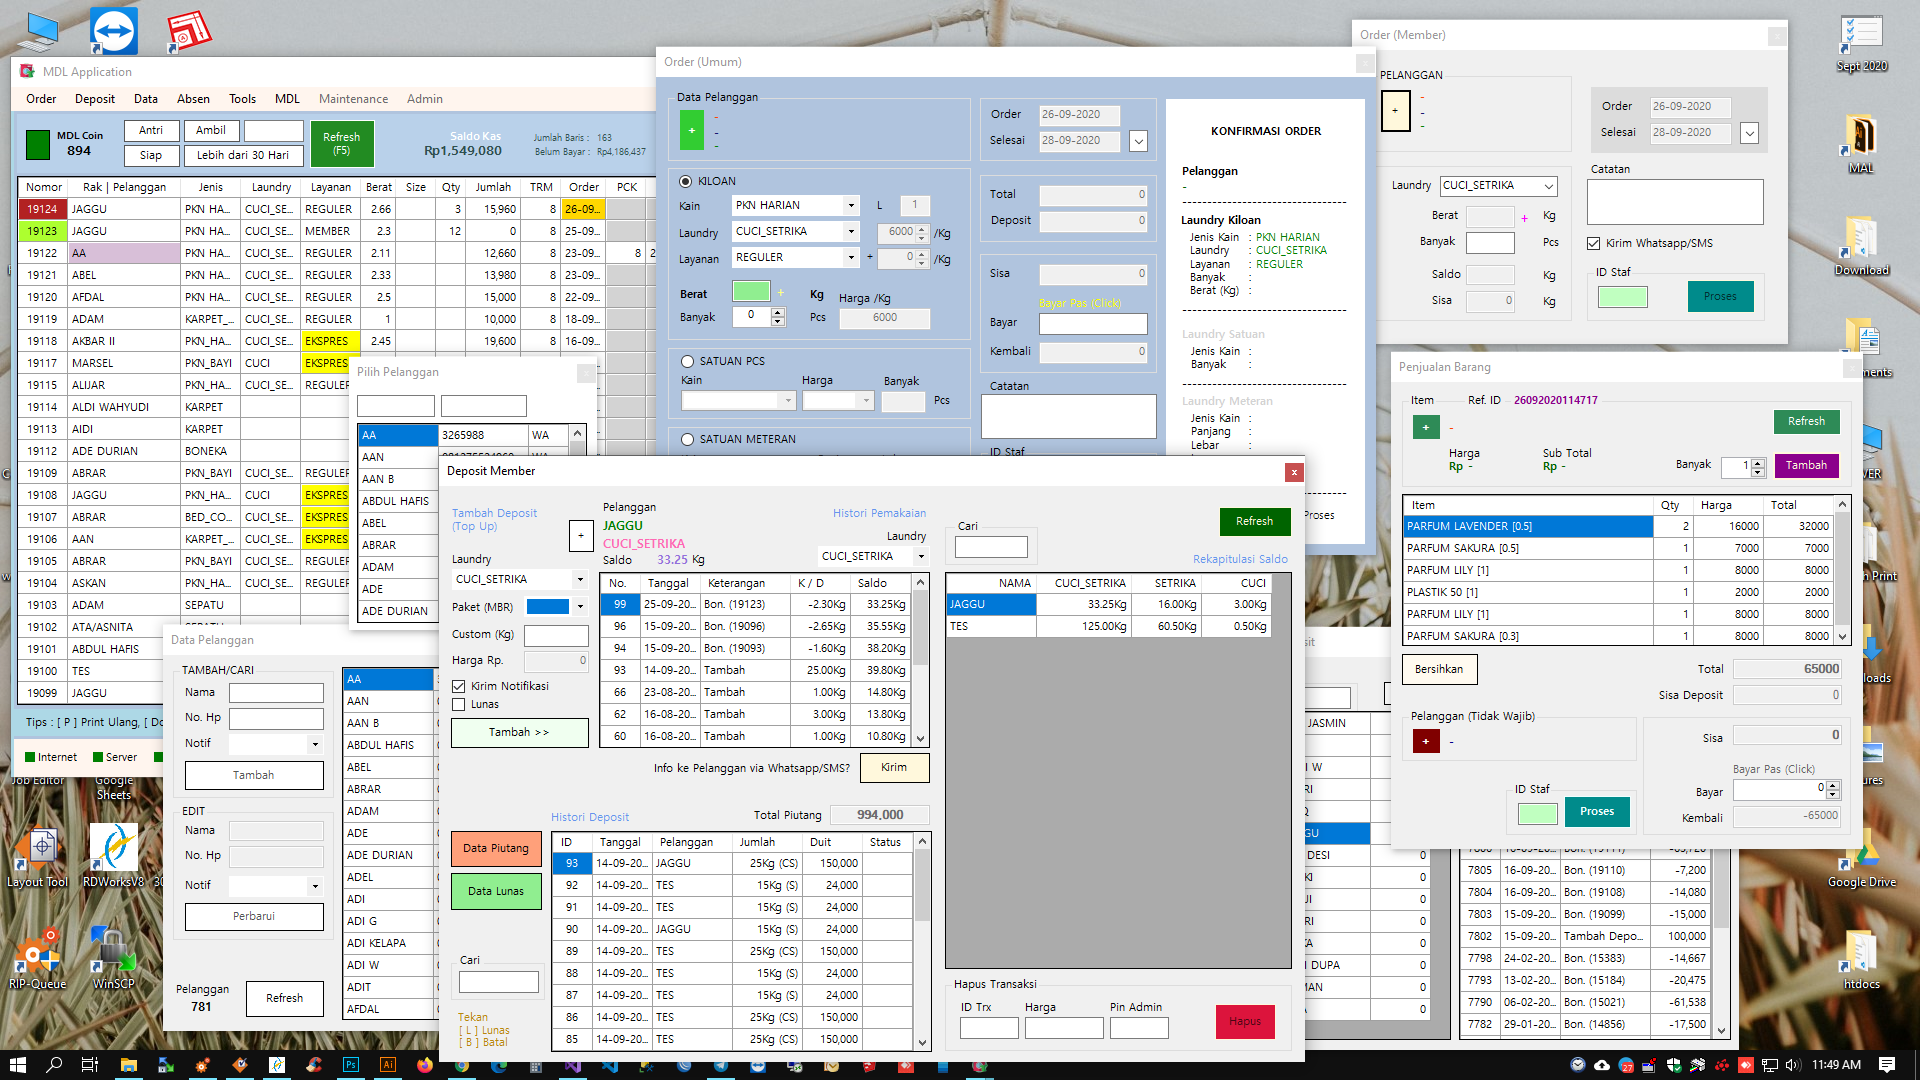 Sept 2020
MAL
Download
Google Drive
htdocs
Job Editor
Google Sheets
Layout Tool
RDWorksV8
RIP-Queue
WinSCP
MDL Application
Order Deposit Data Absen Tools MDL Maintenance Admin
MDL Coin
894
Antri Ambil
Siap Lebih dari 30 Hari
Refresh (F5)
Saldo Kas
Rp1,549,080
Jumlah Baris : 163
Belum Bayar : Rp4,186,437
Nomor Rak | Pelanggan Jenis Laundry Layanan Berat Size Qty Jumlah TRM Order PCK
19124 JAGGU PKN HA... CUCI_SE... REGULER 2.66 3 15,960 8 26-09...
19123 JAGGU PKN HA... CUCI_SE... MEMBER 2.3 12 0 8 25-09...
19122 AA PKN HA... CUCI_SE... REGULER 2.11 12,660 8 23-09... 8 2
19121 ABEL PKN HA... CUCI_SE... REGULER 2.33 13,980 8 23-09...
19120 AFDAL PKN HA... CUCI_SE... REGULER 2.5 15,000 8 22-09...
19119 ADAM KARPET_... CUCI_SE... REGULER 1 10,000 8 18-09...
19118 AKBAR II PKN_HA... CUCI_SE... EKSPRES 2.45 19,600 8 16-09...
19117 MARSEL PKN_BAYI CUCI EKSPRES
19115 ALIJAR PKN_HA... CUCI_SE... REGULER
19114 ALDI WAHYUDI KARPET
19113 AIDI KARPET
19112 ADE DURIAN BONEKA
19109 ABRAR PKN_BAYI CUCI_SE... REGULER
19108 JAGGU PKN_HA... CUCI EKSPRES
19107 ABRAR BED_CO... CUCI_SE... EKSPRES
19106 AAN KARPET_... CUCI_SE... EKSPRES
19105 ABRAR PKN_BAYI CUCI_SE... REGULER
19104 ASKAN PKN_HA... CUCI_SE... REGULER
19103 ADAM SEPATU
19102 ATA/ASNITA
19101 ABDUL HAFIS
19100 TES
19099 JAGGU
Tips : [ P ] Print Ulang, [ Do
Internet Server
Pilih Pelanggan
AA 3265988 WA
AAN
AAN B
ABDUL HAFIS
ABEL
ABRAR
ADAM
ADE
ADE DURIAN
Data Pelanggan
TAMBAH/CARI
Nama
No. Hp
Notif
Tambah
EDIT
Nama
No. Hp
Notif
Perbarui
Pelanggan
781
Refresh
AA
AAN
AAN B
ABDUL HAFIS
ABEL
ABRAR
ADAM
ADE
ADE DURIAN
ADEL
ADI
ADI G
ADI KELAPA
ADI W
ADIT
AFDAL
Order (Umum)
x
Data Pelanggan
+ -
-
-
Order 26-09-2020
Selesai 28-09-2020
KILOAN
Kain PKN HARIAN L 1
Laundry CUCI_SETRIKA 6000 /Kg
Layanan REGULER + 0 /Kg
Berat + Kg Harga /Kg
Banyak 0 Pcs 6000
SATUAN PCS
Kain Harga Banyak
Pcs
SATUAN METERAN
Total 0
Deposit 0
Sisa 0
Bayar Pas (Click)
Bayar
Kembali 0
Catatan
ID Staf
KONFIRMASI ORDER
Pelanggan
-
---------------------------------
Laundry Kiloan
Jenis Kain : PKN HARIAN
Laundry : CUCI_SETRIKA
Layanan : REGULER
Banyak :
Berat (Kg) :
---------------------------------
Laundry Satuan
Jenis Kain :
Banyak :
---------------------------------
Laundry Meteran
Jenis Kain :
Panjang :
Lebar :
Proses
Order (Member)
x
PELANGGAN
+ -
-
-
Order 26-09-2020
Selesai 28-09-2020
Laundry CUCI_SETRIKA
Berat + Kg
Banyak Pcs
Saldo Kg
Sisa 0 Kg
Catatan
Kirim Whatsapp/SMS
ID Staf
Proses
Penjualan Barang
x
Item Ref. ID 26092020114717
+ -
Refresh
Harga Sub Total
Rp - Rp -
Banyak 1 Tambah
Item Qty Harga Total
PARFUM LAVENDER [0.5] 2 16000 32000
PARFUM SAKURA [0.5] 1 7000 7000
PARFUM LILY [1] 1 8000 8000
PLASTIK 50 [1] 1 2000 2000
PARFUM LILY [1] 1 8000 8000
PARFUM SAKURA [0.3] 1 8000 8000
Bersihkan
Total 65000
Sisa Deposit 0
Pelanggan (Tidak Wajib)
+ -
Sisa 0
Bayar Pas (Click)
Bayar 0
Kembali -65000
ID Staf
Proses
Deposit Member
x
Tambah Deposit
(Top Up)
+
Pelanggan
JAGGU
CUCI_SETRIKA
Saldo 33.25 Kg
Histori Pemakaian
Laundry
CUCI_SETRIKA
Laundry
CUCI_SETRIKA
Paket (MBR)
Custom (Kg)
Harga Rp. 0
Kirim Notifikasi
Lunas
Tambah >>
No. Tanggal Keterangan K / D Saldo
99 25-09-20... Bon. (19123) -2.30Kg 33.25Kg
96 15-09-20... Bon. (19096) -2.65Kg 35.55Kg
94 15-09-20... Bon. (19093) -1.60Kg 38.20Kg
93 14-09-20... Tambah 25.00Kg 39.80Kg
66 23-08-20... Tambah 1.00Kg 14.80Kg
62 16-08-20... Tambah 3.00Kg 13.80Kg
60 16-08-20... Tambah 1.00Kg 10.80Kg
Info ke Pelanggan via Whatsapp/SMS? Kirim
Histori Deposit Total Piutang 994.000
Data Piutang
Data Lunas
Cari
Tekan
[ L ] Lunas
[ B ] Batal
ID Tanggal Pelanggan Jumlah Duit Status
93 14-09-20... JAGGU 25Kg (CS) 150,000
92 14-09-20... TES 15Kg (S) 24,000
91 14-09-20... TES 15Kg (S) 24,000
90 14-09-20... JAGGU 15Kg (S) 24,000
89 14-09-20... TES 25Kg (CS) 150,000
88 14-09-20... TES 15Kg (S) 24,000
87 14-09-20... TES 15Kg (S) 24,000
86 14-09-20... TES 25Kg (CS) 150,000
85 14-09-20... TES 25Kg (CS) 150,000
Cari
Refresh
Rekapitulasi Saldo
NAMA CUCI_SETRIKA SETRIKA CUCI
JAGGU 33.25Kg 16.00Kg 3.00Kg
TES 125.00Kg 60.50Kg 0.50Kg
Hapus Transaksi
ID Trx Harga Pin Admin
Hapus
JASMIN
7805 16-09-20... Bon. (19110) -7,200
7804 16-09-20... Bon. (19108) -14,080
7803 15-09-20... Bon. (19099) -15,000
7802 15-09-20... Tambah Depo... 100,000
7798 24-02-20... Bon. (15383) -14,667
7793 13-02-20... Bon. (15184) -20,475
7790 06-02-20... Bon. (15021) -61,538
7782 29-01-20... Bon. (14856) -17,500
11:49 AM